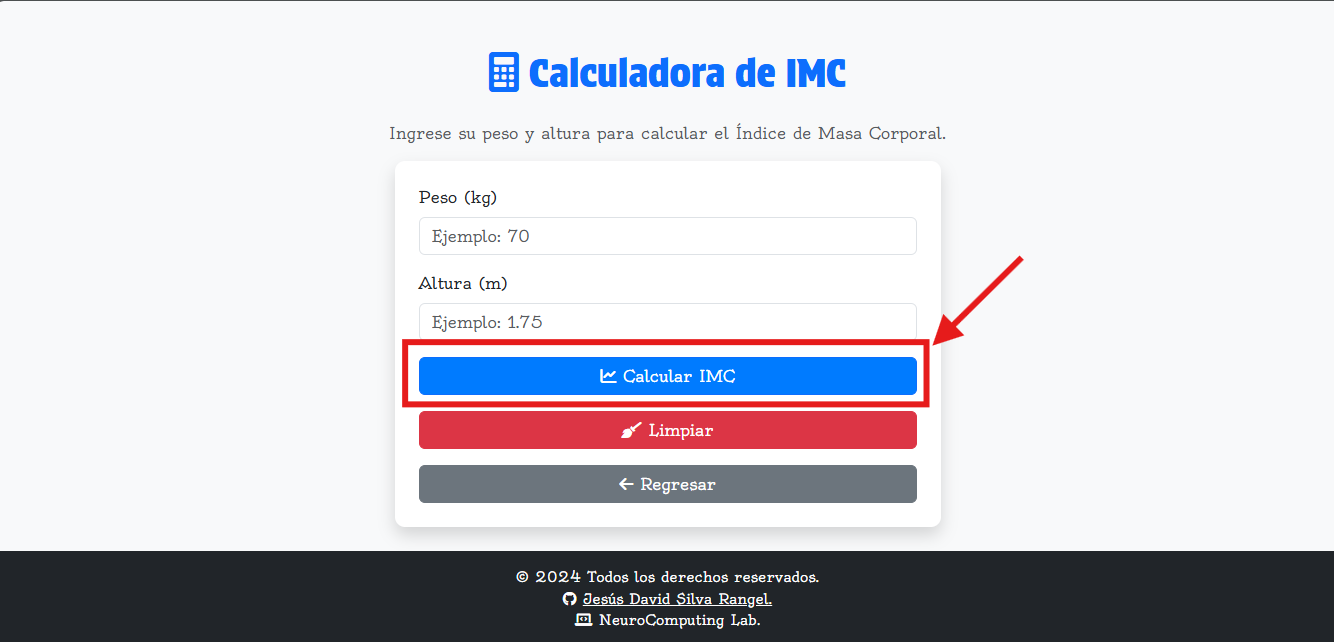 Calculadora de IMC
Ingrese su peso y altura para calcular el Índice de Masa Corporal.
Peso (kg)
Ejemplo: 70
Altura (m)
Ejemplo: 1.75
Calcular IMC
Limpiar
Regresar
© 2024 Todos los derechos reservados.
Jesús David Silva Rangel.
NeuroComputing Lab.